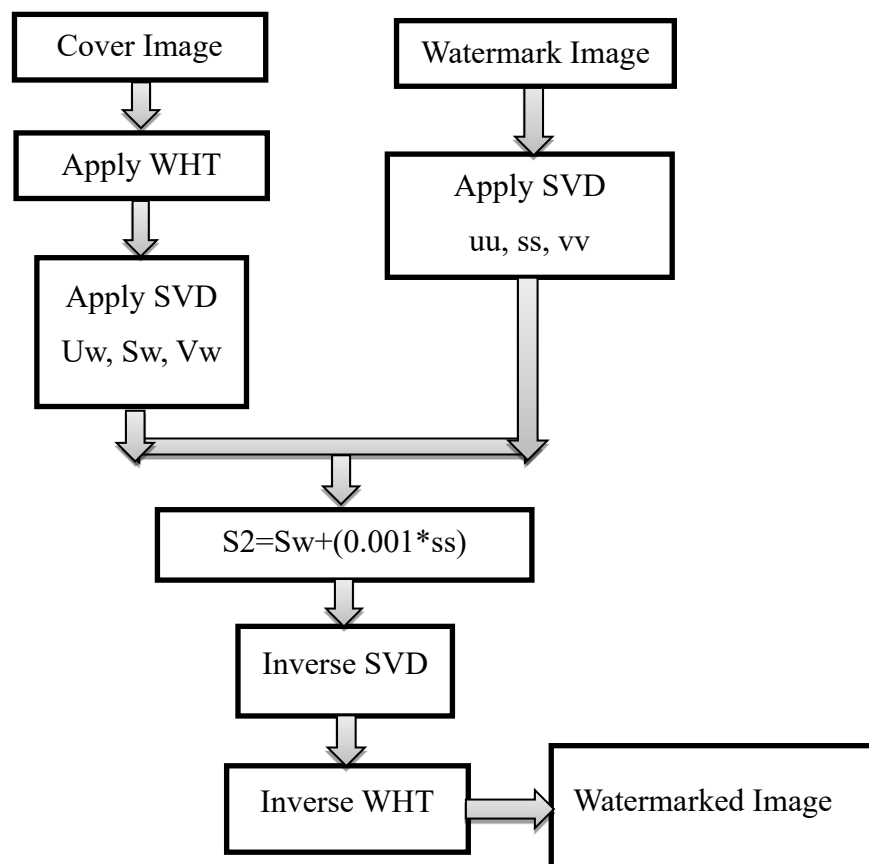 Cover Image
Watermark Image
Apply WHT
Apply SVD
uu, ss, vv
Apply SVD
Uw, Sw, Vw
S2=Sw+(0.001*ss)
Inverse SVD
Inverse WHT
Watermarked Image